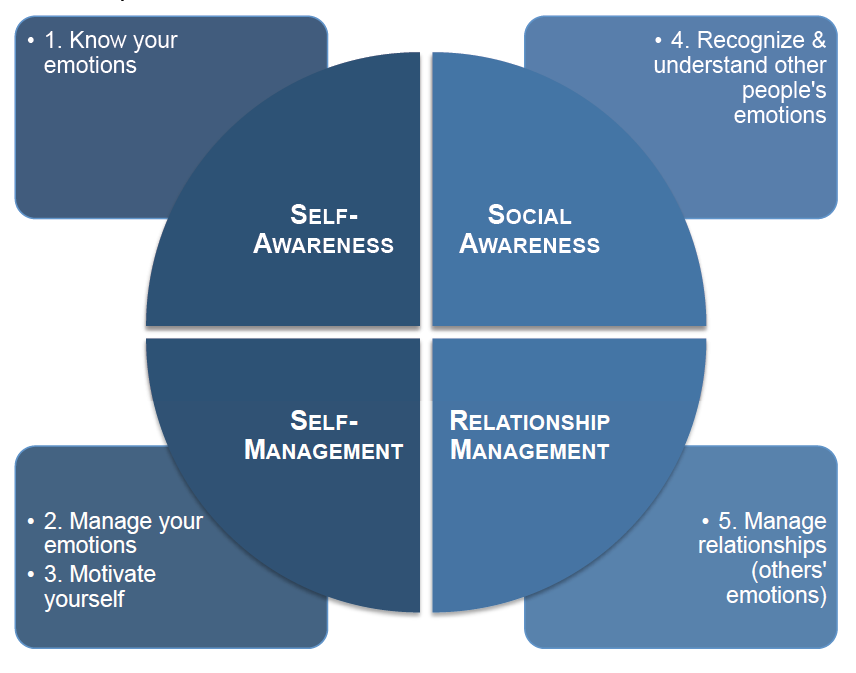 • 1. Know your
emotions
• 4. Recognize &
understand other
people's
emotions
SELF-
AWARENESS
SOCIAL
AWARENESS
SELF-
MANAGEMENT
RELATIONSHIP
MANAGEMENT
• 2. Manage your
emotions
• 3. Motivate
yourself
• 5. Manage
relationships
(others'
emotions)